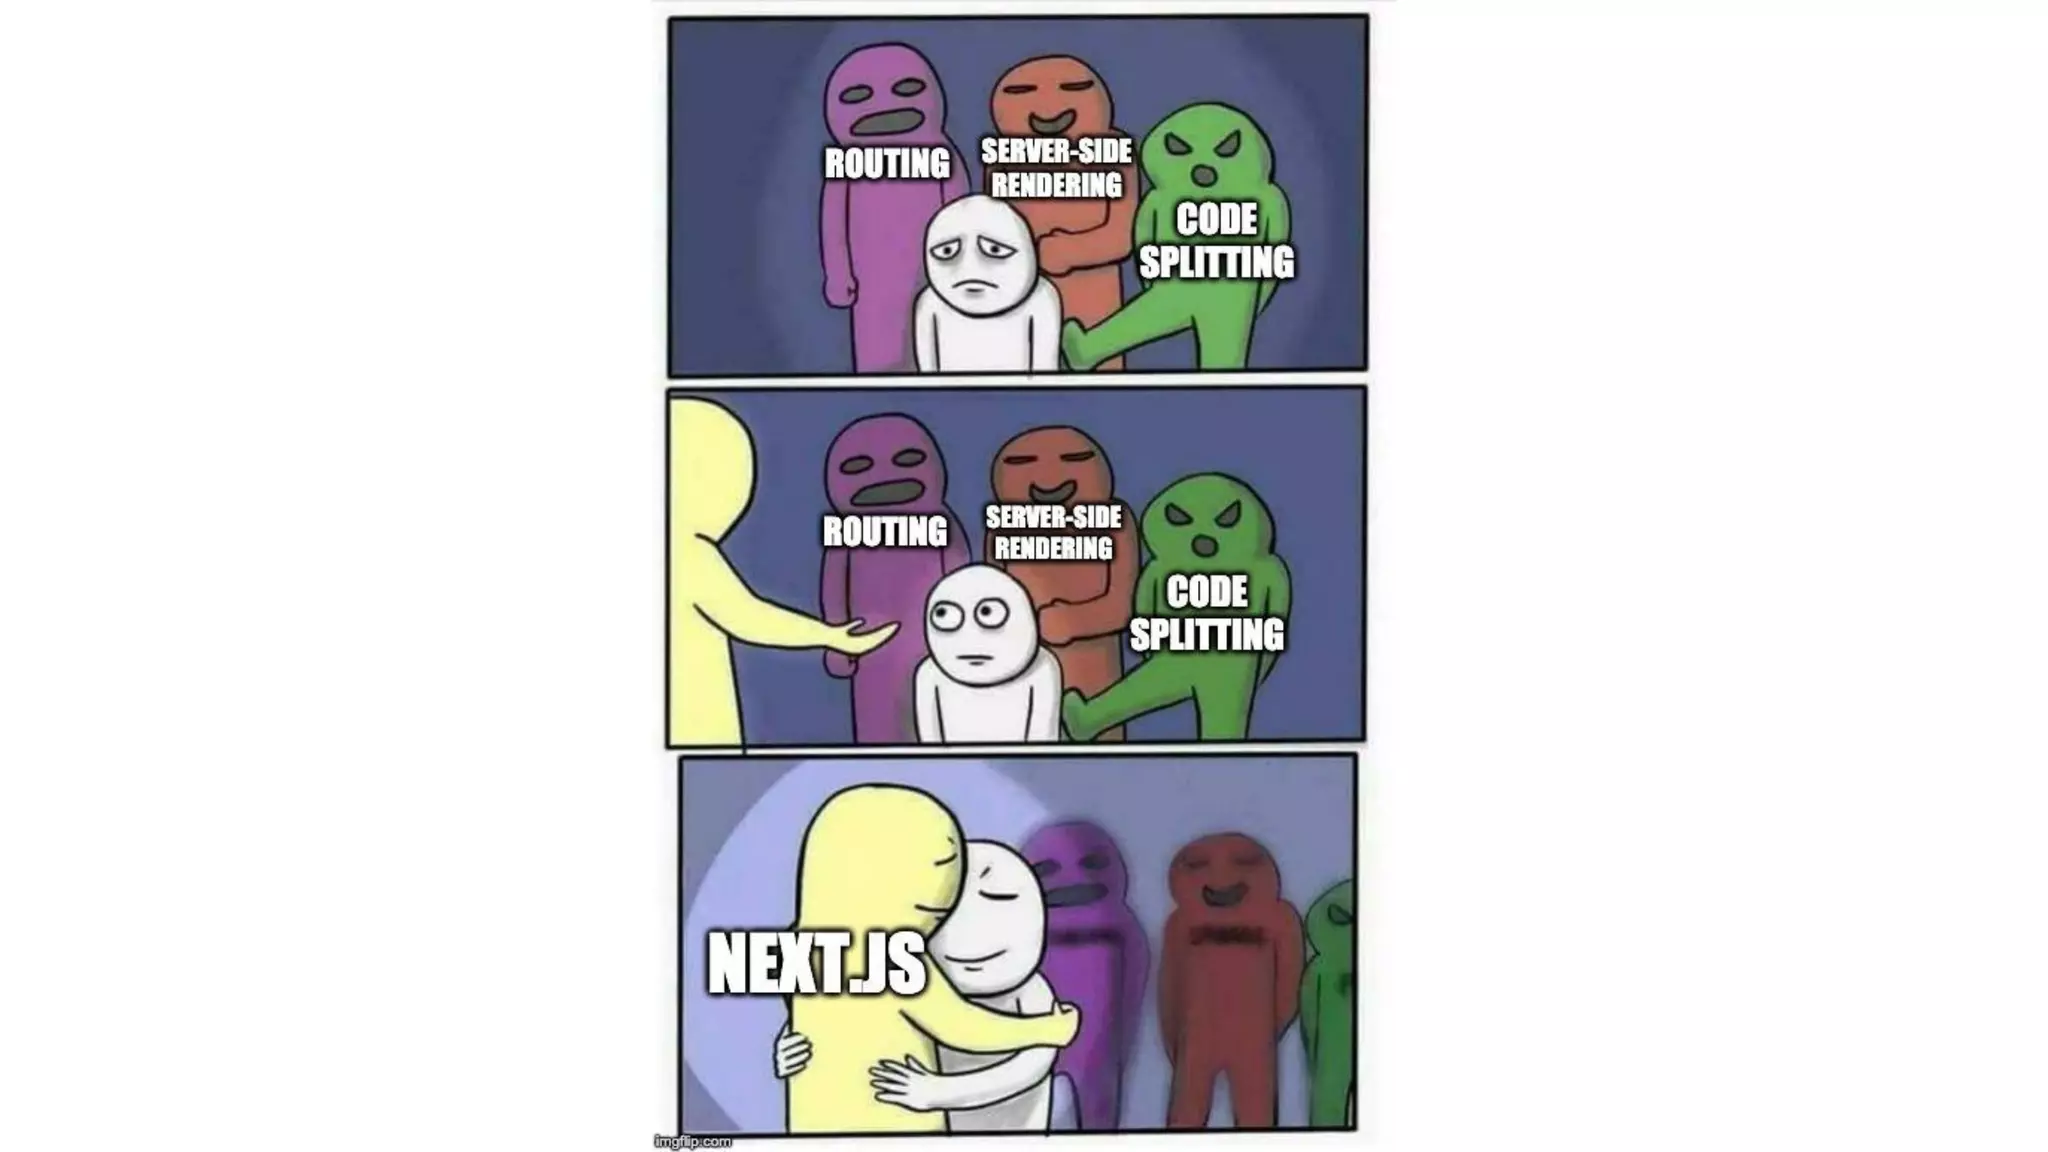 ROUTING
SERVER-SIDE
RENDERING
CODE
SPLITTING
ROUTING
SERVER-SIDE
RENDERING
CODE
SPLITTING
NEXT.JS
imgflip.com